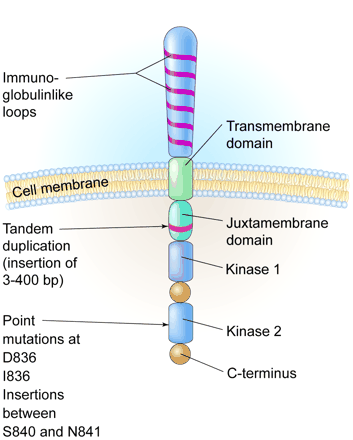 Immuno-
globulinlike
loops
Transmembrane
domain
Cell membrane
Tandem
duplication
(insertion of
3-400 bp)
Juxtamembrane
domain
Kinase 1
Point
mutations at
D836
I836
Insertions
between
S840 and N841
Kinase 2
C-terminus